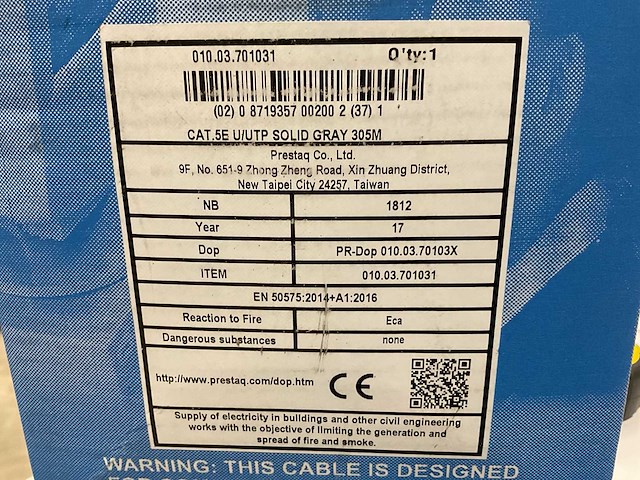 010.03.701031 Q'ty:1
(02) 0 8719357 00200 2 (37) 1
CAT.5E U/UTP SOLID GRAY 305M
Prestaq Co., Ltd.
9F, No. 651-9 Zhong Zheng Road, Xin Zhuang District,
New Taipei City 24257, Taiwan
NB 1812
Year 17
Dop PR-Dop 010.03.70103X
ITEM 010.03.701031
EN 50575:2014+A1:2016
Reaction to Fire Eca
Dangerous substances none
http://www.prestaq.com/dop.htm CE
Supply of electricity in buildings and other civil engineering
works with the objective of limiting the generation and
spread of fire and smoke.
WARNING: THIS CABLE IS DESIGNED